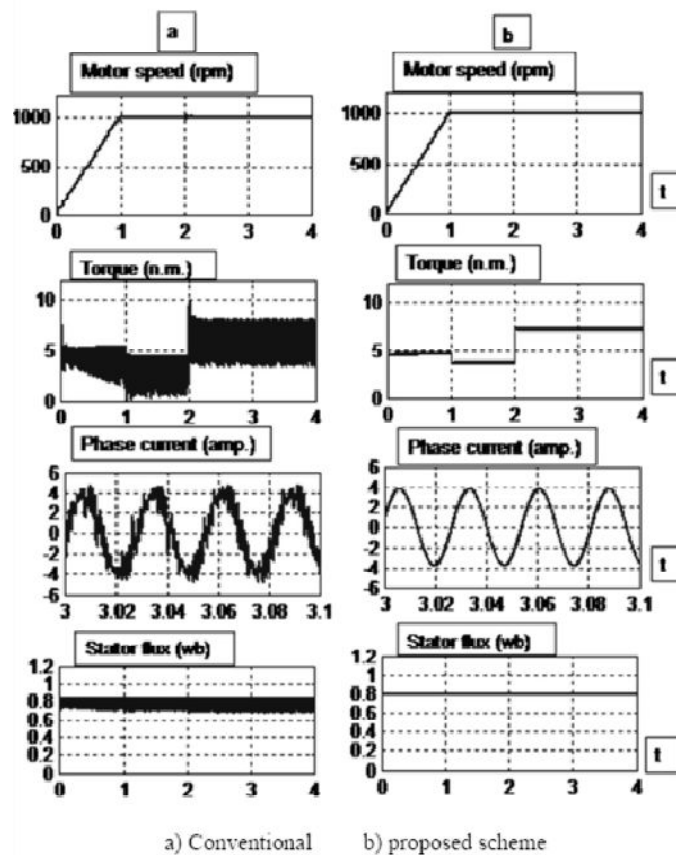 a
Motor speed (rpm)
1000
500
0
0 1 2 3 4
Torque (n.m.)
10
5
0
0 1 2 3 4
Phase current (amp.)
6
4
2
0
-2
-4
-6
3 3.02 3.04 3.06 3.08 3.1
Stator flux (wb)
1.2
1
0.8
0.6
0.4
0.2
0
0 1 2 3 4
b
Motor speed (rpm)
1000
500
0
0 1 2 3 4
t
Torque (n.m.)
10
5
0
0 1 2 3 4
t
Phase current (amp.)
6
4
2
0
-2
-4
-6
3 3.02 3.04 3.06 3.08 3.1
t
Stator flux (wb)
1.2
1
0.8
0.6
0.4
0.2
0
0 1 2 3 4
t
a) Conventional b) proposed scheme